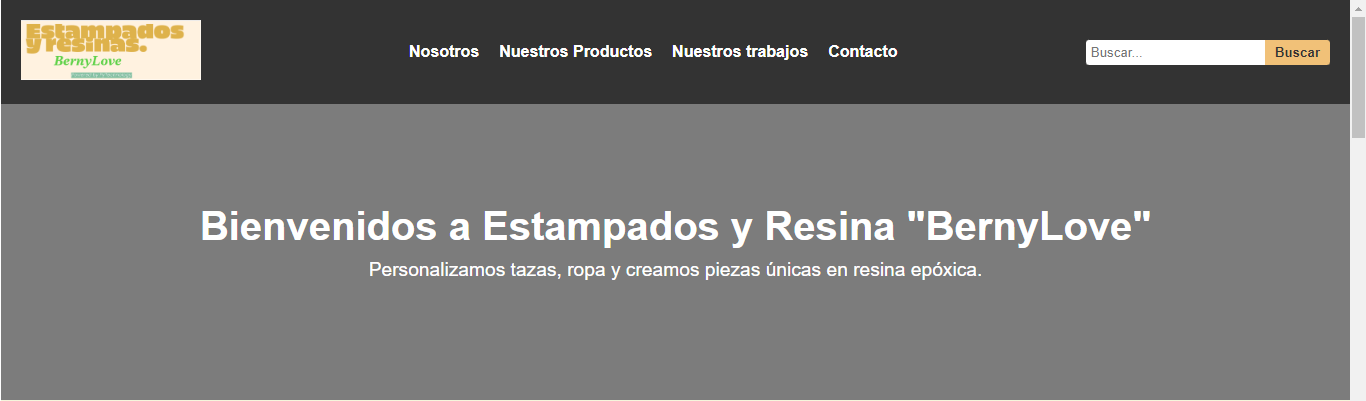 Estampados
y resinas.
BernyLove
Nosotros Nuestros Productos Nuestros trabajos Contacto
Buscar... Buscar
Bienvenidos a Estampados y Resina "BernyLove"
Personalizamos tazas, ropa y creamos piezas únicas en resina epóxica.